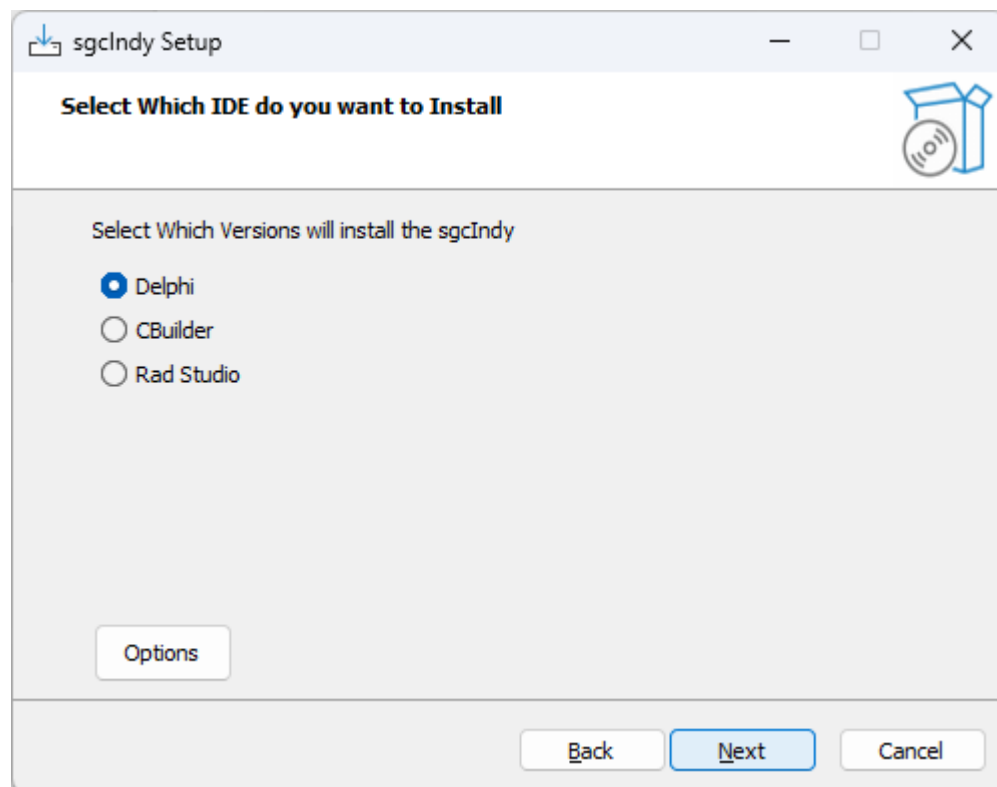 sgcIndy Setup
Select Which IDE do you want to Install
Select Which Versions will install the sgcIndy
Delphi
CBuilder
Rad Studio
Options
Back
Next
Cancel